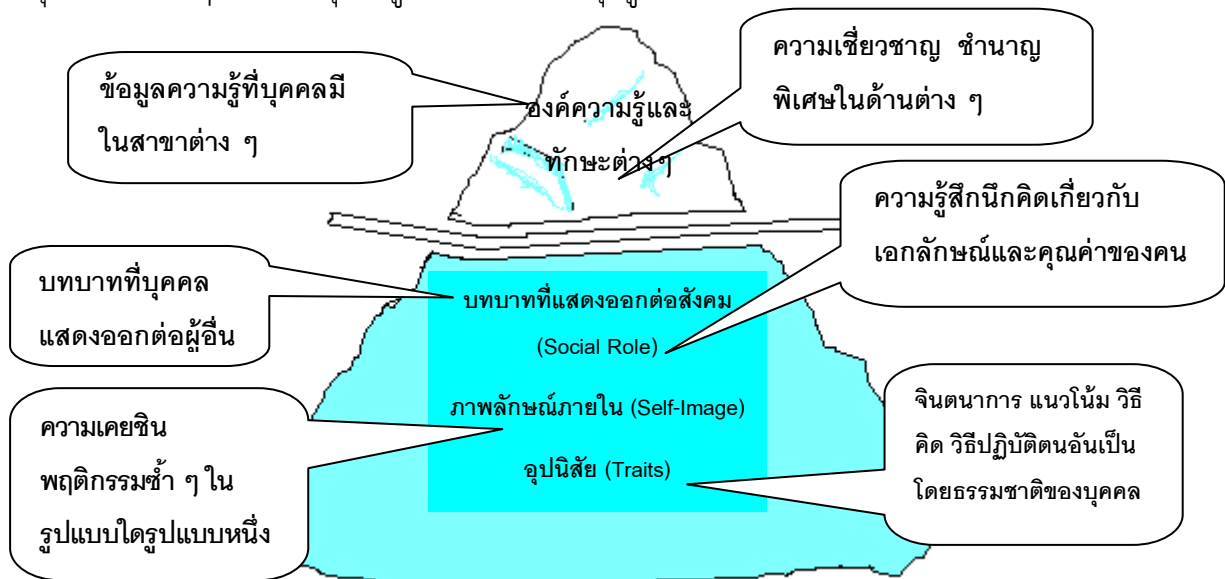 ความเชี่ยวชาญ ชำนาญ
พิเศษในด้านต่าง ๆ
ข้อมูลความรู้ที่บุคคลมี
ในสาขาต่าง ๆ
องค์ความรู้และ
ทักษะต่างๆ
ความรู้สึกนึกคิดเกี่ยวกับ
เอกลักษณ์และคุณค่าของคน
บทบาทที่บุคคล
แสดงออกต่อผู้อื่น
บทบาทที่แสดงออกต่อสังคม
(Social Role)
ภาพลักษณ์ภายใน (Self-Image)
อุปนิสัย (Traits)
ความเคยชิน
พฤติกรรมซ้ำ ๆ ใน
รูปแบบใดรูปแบบหนึ่ง
จินตนาการ แนวโน้ม วิธี
คิด วิธีปฏิบัติตนอันเป็น
โดยธรรมชาติของบุคคล